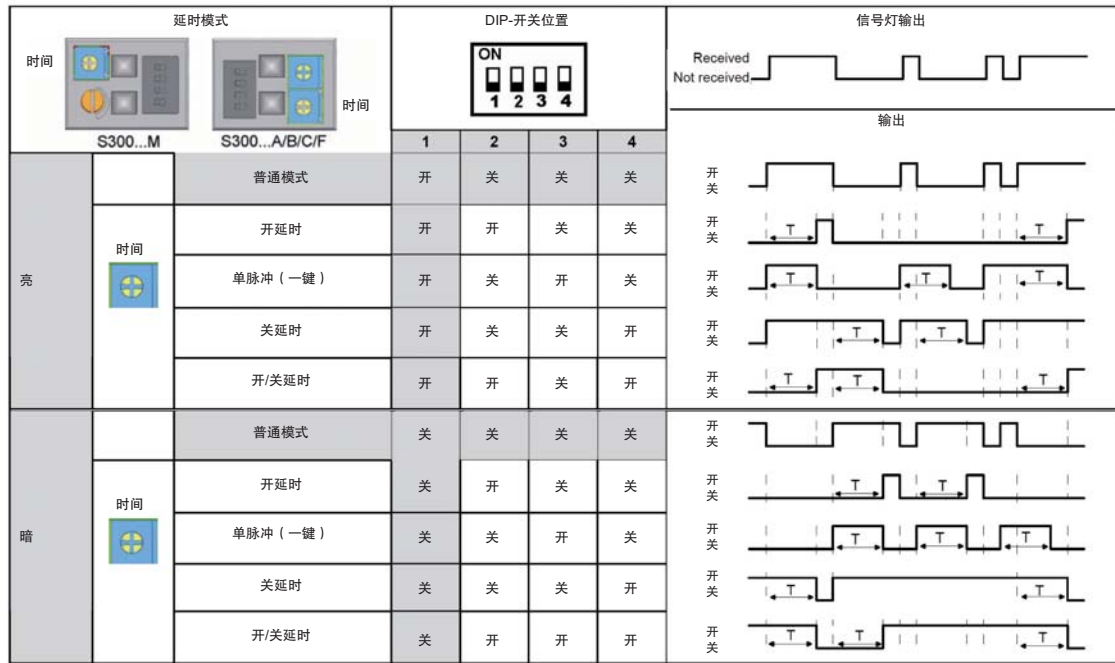 延时模式
DIP-开关位置
信号灯输出
时间
时间
S300...M
S300...A/B/C/F
ON
1 2 3 4
Received
Not received
输出
1 2 3 4
亮
普通模式 开 关 关 关 开 关
时间
开延时 开 开 关 关 开 关 T T
单脉冲（一键） 开 关 开 关 开 关 T T T
关延时 开 关 关 开 开 关 T T
开/关延时 开 开 关 开 开 关 T T T
暗
普通模式 关 关 关 关 开 关
时间
开延时 关 开 关 关 开 关 T T
单脉冲（一键） 关 关 开 关 开 关 T T T
关延时 关 关 关 开 开 关 T T
开/关延时 关 开 开 开 开 关 T T T